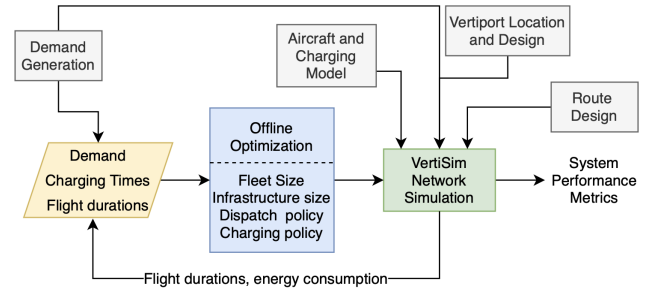 Demand
Generation
Aircraft and
Charging
Model
Vertiport Location
and Design
Route
Design
Demand
Charging Times
Flight durations
Offline
Optimization
Fleet Size
Infrastructure size
Dispatch policy
Charging policy
VertiSim
Network
Simulation
System
Performance
Metrics
Flight durations, energy consumption